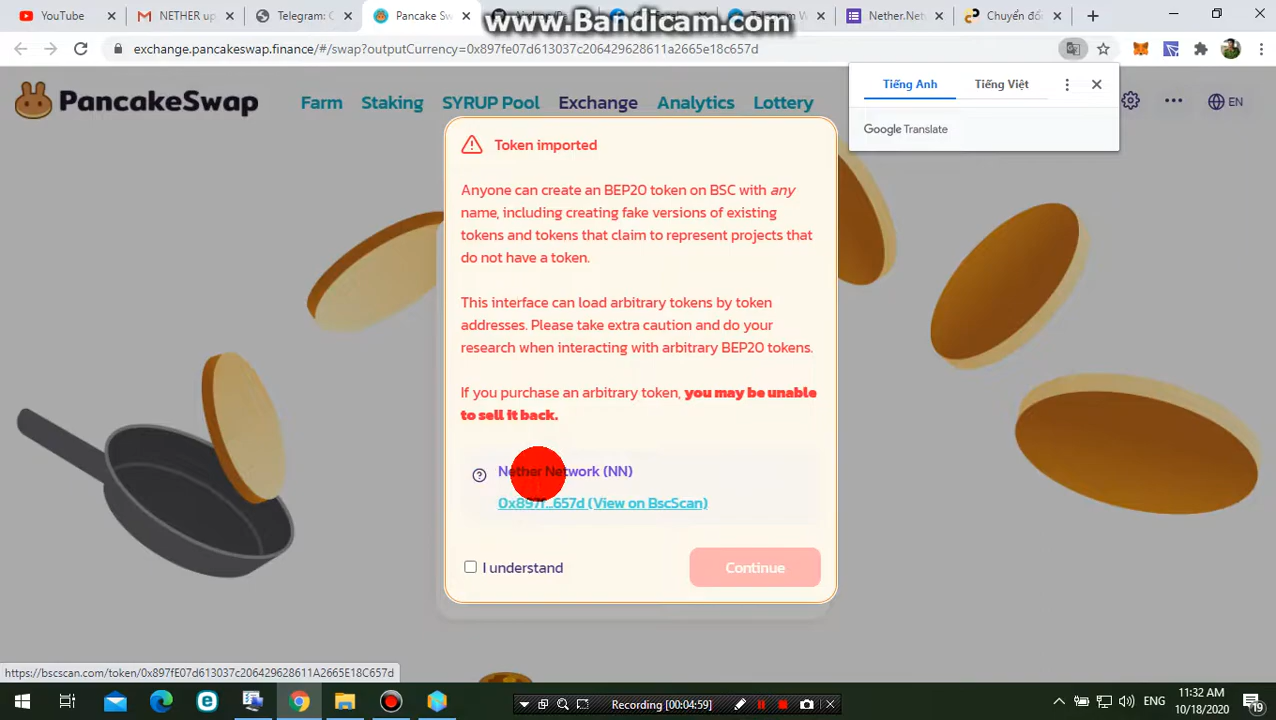 YouTube
NETHER up
Telegram: C
Pancake Sw
www.Bandicam.com
Nether.Net
Chuyển đổi
exchange.pancakeswap.finance/#/swap?outputCurrency=0x897fe07d613037c206429628611a2665e18c657d
Tiếng Anh
Tiếng Việt
Google Translate
PancakeSwap
Farm
Staking
SYRUP Pool
Exchange
Analytics
Lottery
EN
Token imported
Anyone can create an BEP20 token on BSC with any
name, including creating fake versions of existing
tokens and tokens that claim to represent projects that
do not have a token.
This interface can load arbitrary tokens by token
addresses. Please take extra caution and do your
research when interacting with arbitrary BEP20 tokens.
If you purchase an arbitrary token, you may be unable
to sell it back.
Nether Network (NN)
0x897f...657d (View on BscScan)
I understand
Continue
https://bscscan.com/token/0x897fE07d613037c206429628611A2665E18C657d
Recording [00:04:59]
ENG
11:32 AM
10/18/2020
19